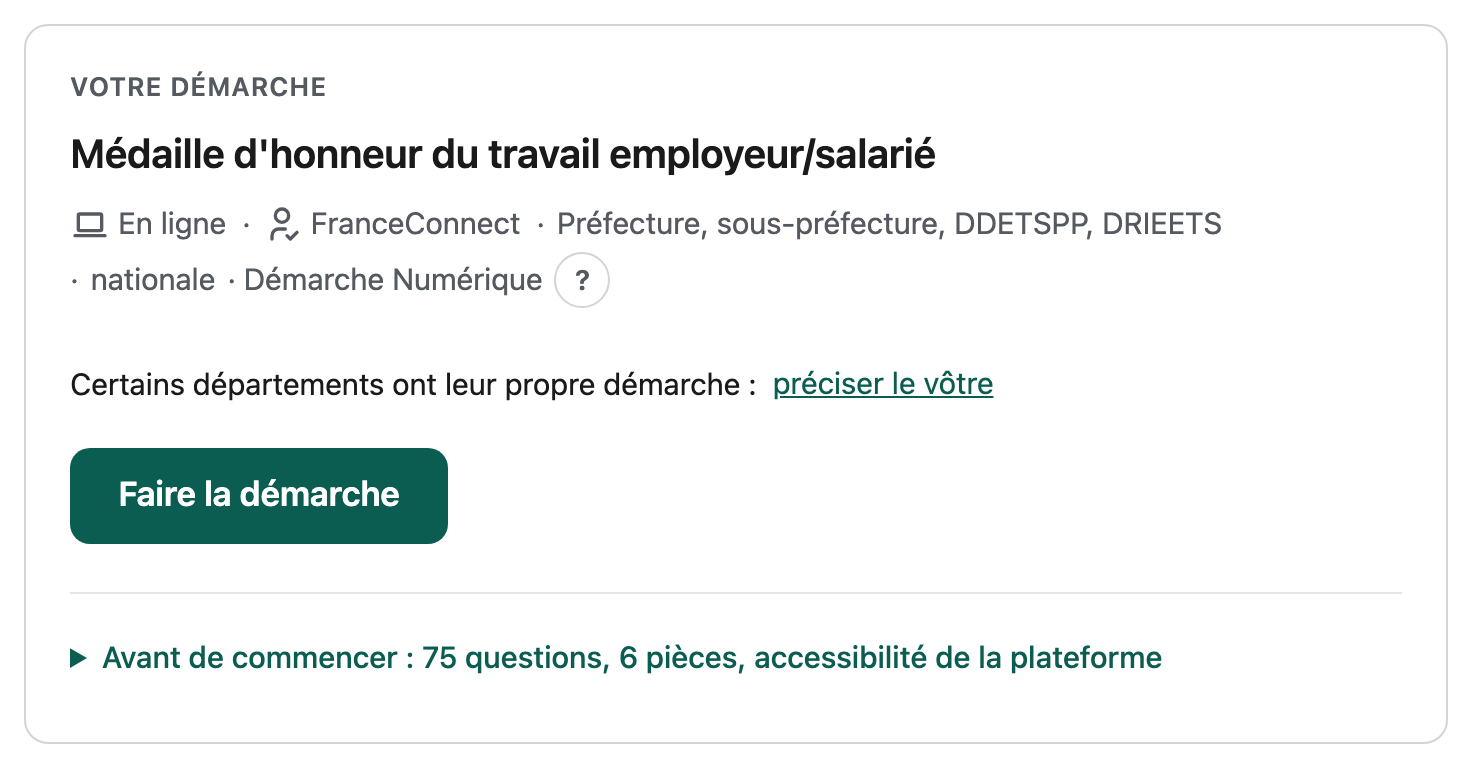 VOTRE DÉMARCHE
Médaille d'honneur du travail employeur/salarié
En ligne · FranceConnect · Préfecture, sous-préfecture, DDETSPP, DRIEETS
· nationale · Démarche Numérique ?
Certains départements ont leur propre démarche : préciser le vôtre
Faire la démarche
Avant de commencer : 75 questions, 6 pièces, accessibilité de la plateforme